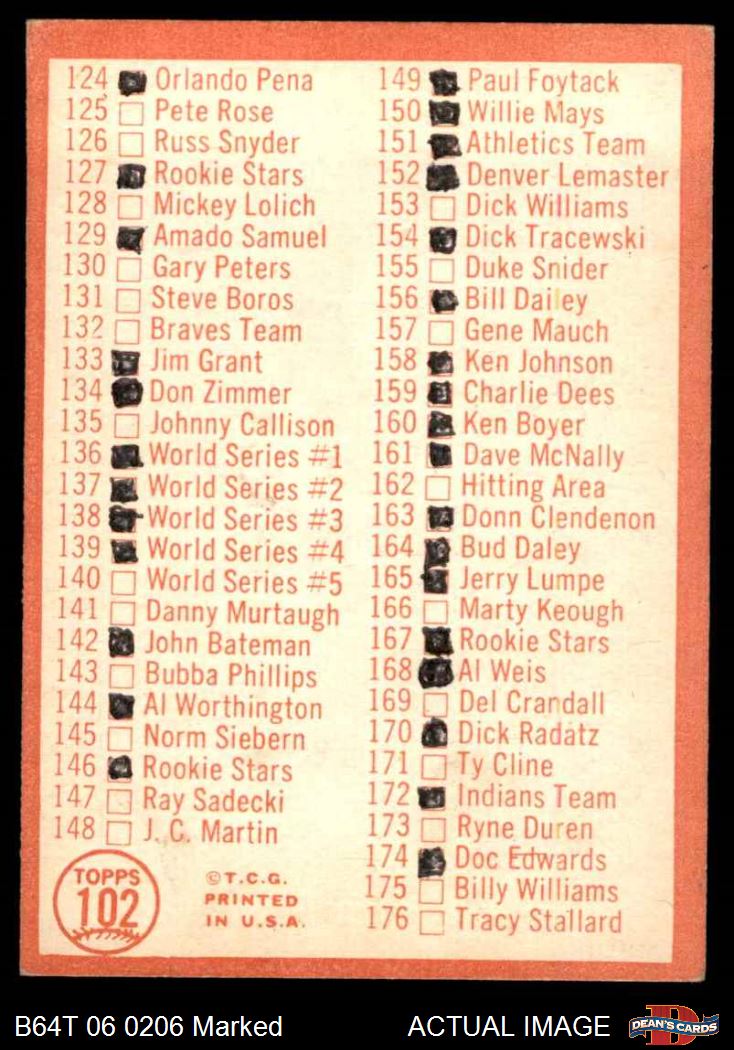 124 Orlando Pena
125 Pete Rose
126 Russ Snyder
127 Rookie Stars
128 Mickey Lolich
129 Amado Samuel
130 Gary Peters
131 Steve Boros
132 Braves Team
133 Jim Grant
134 Don Zimmer
135 Johnny Callison
136 World Series #1
137 World Series #2
138 World Series #3
139 World Series #4
140 World Series #5
141 Danny Murtaugh
142 John Bateman
143 Bubba Phillips
144 Al Worthington
145 Norm Siebern
146 Rookie Stars
147 Ray Sadecki
148 J. C. Martin
TOPPS
102
©T.C.G.
PRINTED
IN U.S.A.
149 Paul Foytack
150 Willie Mays
151 Athletics Team
152 Denver Lemaster
153 Dick Williams
154 Dick Tracewski
155 Duke Snider
156 Bill Dailey
157 Gene Mauch
158 Ken Johnson
159 Charlie Dees
160 Ken Boyer
161 Dave McNally
162 Hitting Area
163 Donn Clendenon
164 Bud Daley
165 Jerry Lumpe
166 Marty Keough
167 Rookie Stars
168 Al Weis
169 Del Crandall
170 Dick Radatz
171 Ty Cline
172 Indians Team
173 Ryne Duren
174 Doc Edwards
175 Billy Williams
176 Tracy Stallard
B64T 06 0206 Marked
ACTUAL IMAGE
DEAN'S CARDS